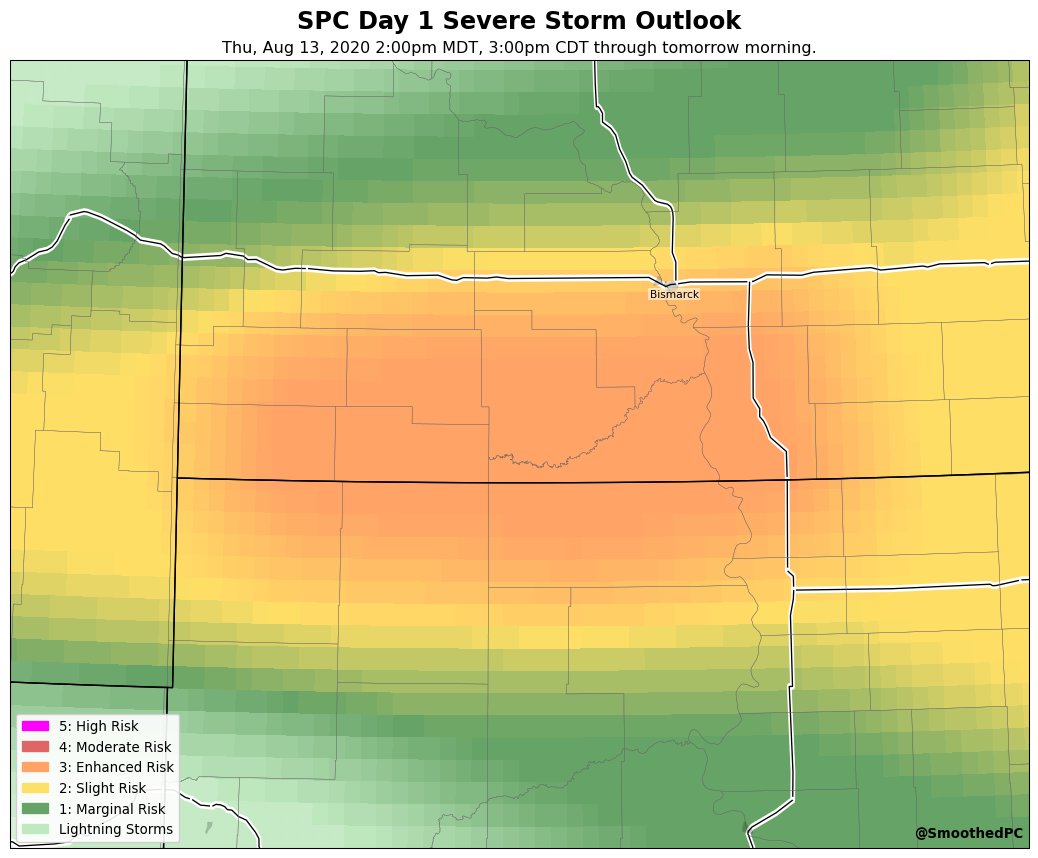 SPC Day 1 Severe Storm Outlook
Thu, Aug 13, 2020 2:00pm MDT, 3:00pm CDT through tomorrow morning.
Bismarck
5: High Risk
4: Moderate Risk
3: Enhanced Risk
2: Slight Risk
1: Marginal Risk
Lightning Storms
@SmoothedPC